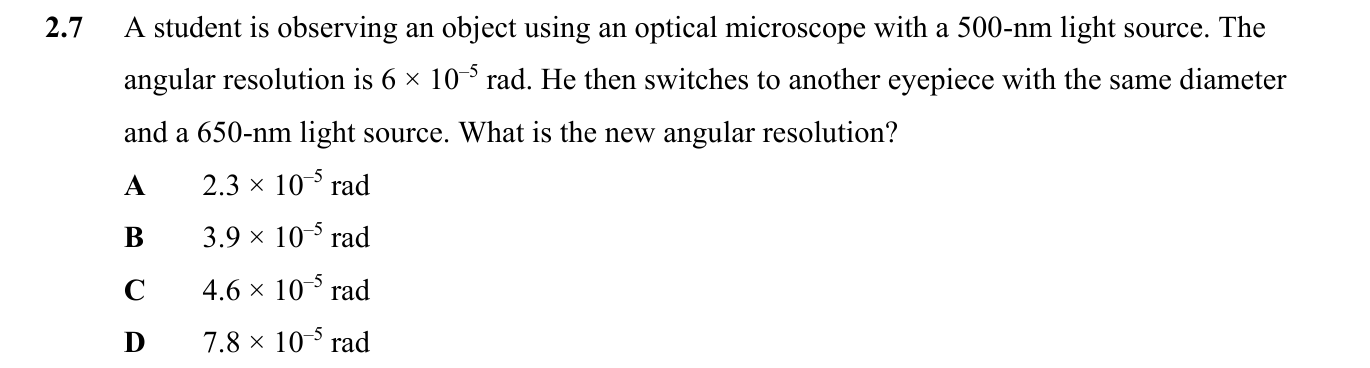 2.7 A student is observing an object using an optical microscope with a 500-nm light source. The
angular resolution is 6 × 10⁻⁵ rad. He then switches to another eyepiece with the same diameter
and a 650-nm light source. What is the new angular resolution?
A 2.3 × 10⁻⁵ rad
B 3.9 × 10⁻⁵ rad
C 4.6 × 10⁻⁵ rad
D 7.8 × 10⁻⁵ rad